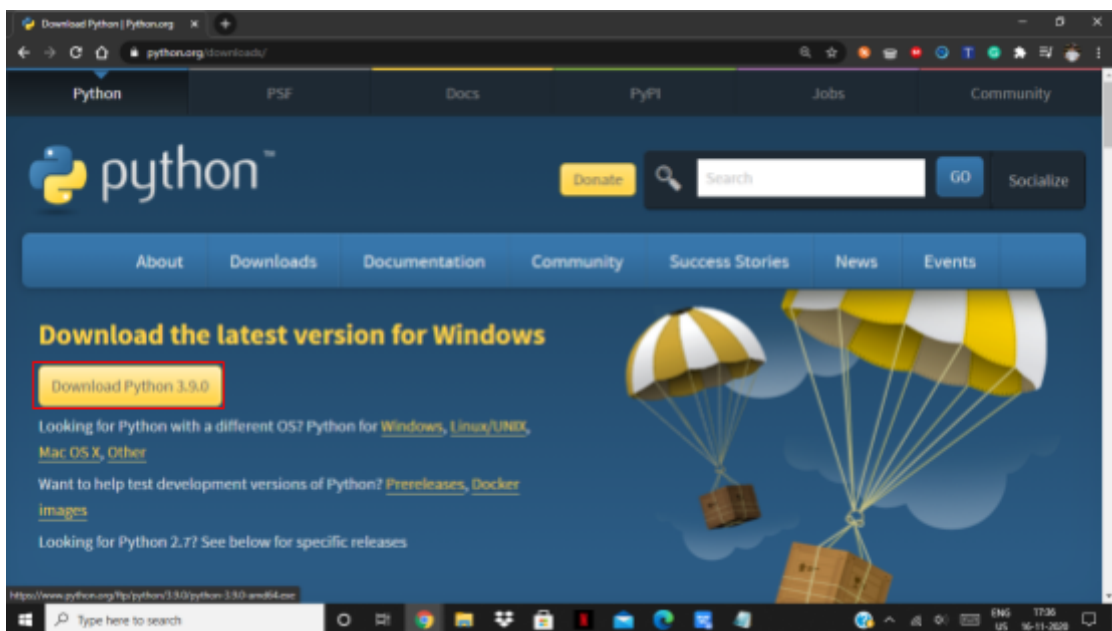 Download Python | Python.org
python.org/downloads/
Python PSF Docs PyPI Jobs Community
python™
Donate Search GO Socialize
About Downloads Documentation Community Success Stories News Events
Download the latest version for Windows
Download Python 3.9.0
Looking for Python with a different OS? Python for Windows, Linux/UNIX,
Mac OS X, Other
Want to help test development versions of Python? Prereleases, Docker
images
Looking for Python 2.7? See below for specific releases
https://www.python.org/ftp/python/3.9.0/python-3.9.0-amd64.exe
Type here to search
ENG 17:36
US 16-11-2020